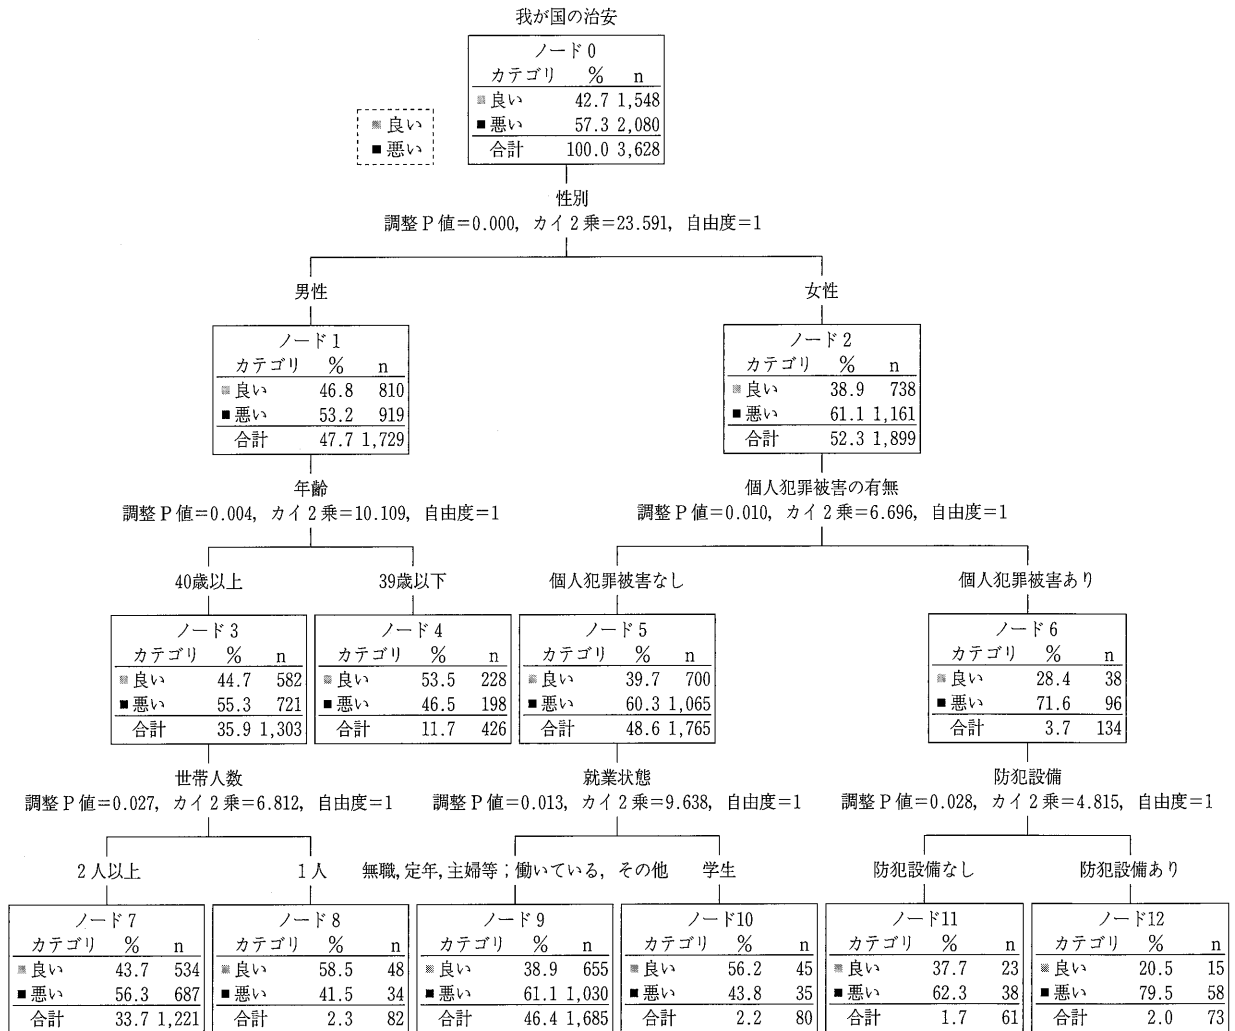 我が国の治安
ノード0
カテゴリ % n
良い 42.7 1,548
悪い 57.3 2,080
合計 100.0 3,628
良い
悪い
性別
調整P値=0.000, カイ2乗=23.591, 自由度=1
男性
女性
ノード1
カテゴリ % n
良い 46.8 810
悪い 53.2 919
合計 47.7 1,729
ノード2
カテゴリ % n
良い 38.9 738
悪い 61.1 1,161
合計 52.3 1,899
年齢
調整P値=0.004, カイ2乗=10.109, 自由度=1
個人犯罪被害の有無
調整P値=0.010, カイ2乗=6.696, 自由度=1
40歳以上
39歳以下
個人犯罪被害なし
個人犯罪被害あり
ノード3
カテゴリ % n
良い 44.7 582
悪い 55.3 721
合計 35.9 1,303
ノード4
カテゴリ % n
良い 53.5 228
悪い 46.5 198
合計 11.7 426
ノード5
カテゴリ % n
良い 39.7 700
悪い 60.3 1,065
合計 48.6 1,765
ノード6
カテゴリ % n
良い 28.4 38
悪い 71.6 96
合計 3.7 134
世帯人数
調整P値=0.027, カイ2乗=6.812, 自由度=1
就業状態
調整P値=0.013, カイ2乗=9.638, 自由度=1
防犯設備
調整P値=0.028, カイ2乗=4.815, 自由度=1
2人以上
1人
無職,定年,主婦等;働いている, その他
学生
防犯設備なし
防犯設備あり
ノード7
カテゴリ % n
良い 43.7 534
悪い 56.3 687
合計 33.7 1,221
ノード8
カテゴリ % n
良い 58.5 48
悪い 41.5 34
合計 2.3 82
ノード9
カテゴリ % n
良い 38.9 655
悪い 61.1 1,030
合計 46.4 1,685
ノード10
カテゴリ % n
良い 56.2 45
悪い 43.8 35
合計 2.2 80
ノード11
カテゴリ % n
良い 37.7 23
悪い 62.3 38
合計 1.7 61
ノード12
カテゴリ % n
良い 20.5 15
悪い 79.5 58
合計 2.0 73